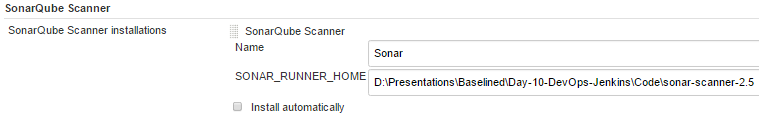 SonarQube Scanner
SonarQube Scanner installations
SonarQube Scanner
Name
Sonar
SONAR_RUNNER_HOME
D:\Presentations\Baselined\Day-10-DevOps-Jenkins\Code\sonar-scanner-2.5
Install automatically